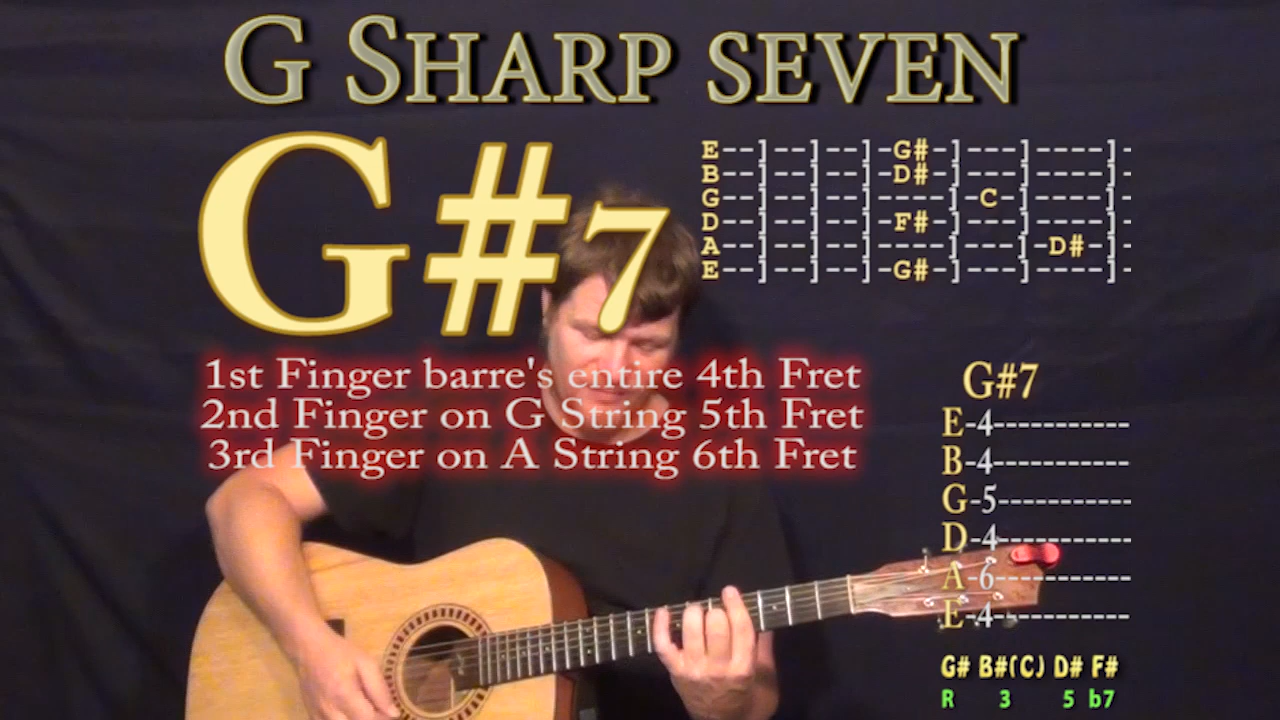 G SHARP SEVEN
G#7
E--]--]--]--G#-]---]----]-
B--]--]--]--D#-]---]----]-
G--]--]--]-----]-C-]----]-
D--]--]--]--F#-]---]----]-
A--]--]--]-----]---]-D#-]-
E--]--]--]--G#-]---]----]-
1st Finger barre's entire 4th Fret
2nd Finger on G String 5th Fret
3rd Finger on A String 6th Fret
G#7
E-4-----------
B-4-----------
G-5-----------
D-4-----------
A-6-----------
E-4-----------
G# B#(C) D# F#
R 3 5 b7